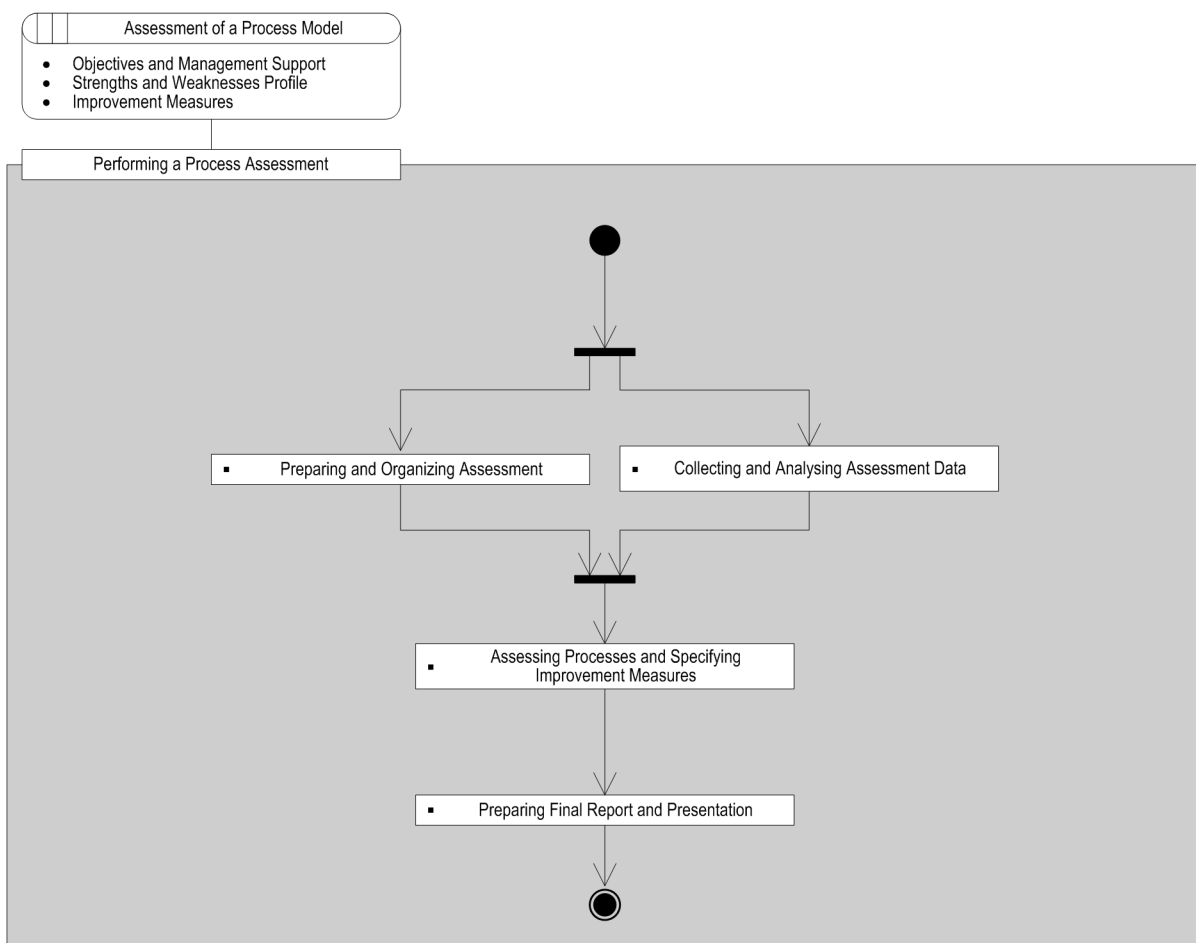 Assessment of a Process Model
• Objectives and Management Support
• Strengths and Weaknesses Profile
• Improvement Measures
Performing a Process Assessment
▪ Preparing and Organizing Assessment
▪ Collecting and Analysing Assessment Data
▪ Assessing Processes and Specifying
Improvement Measures
▪ Preparing Final Report and Presentation